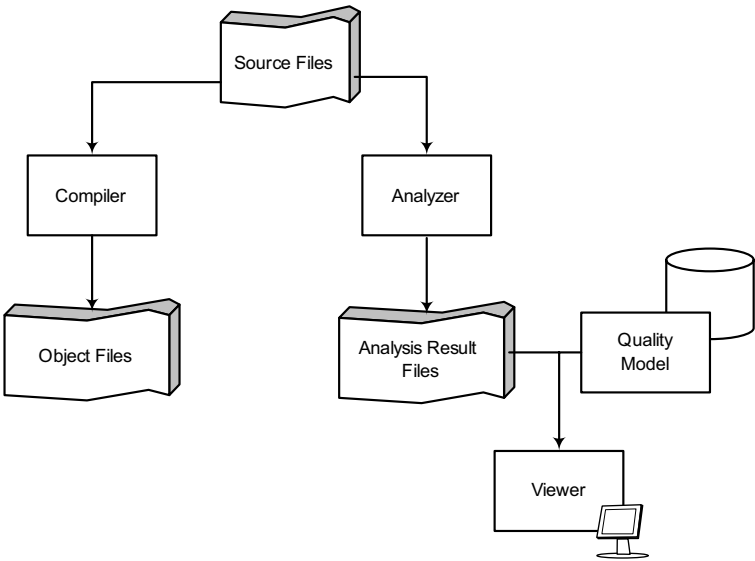 Source Files
Compiler
Analyzer
Object Files
Analysis Result
Files
Quality
Model
Viewer